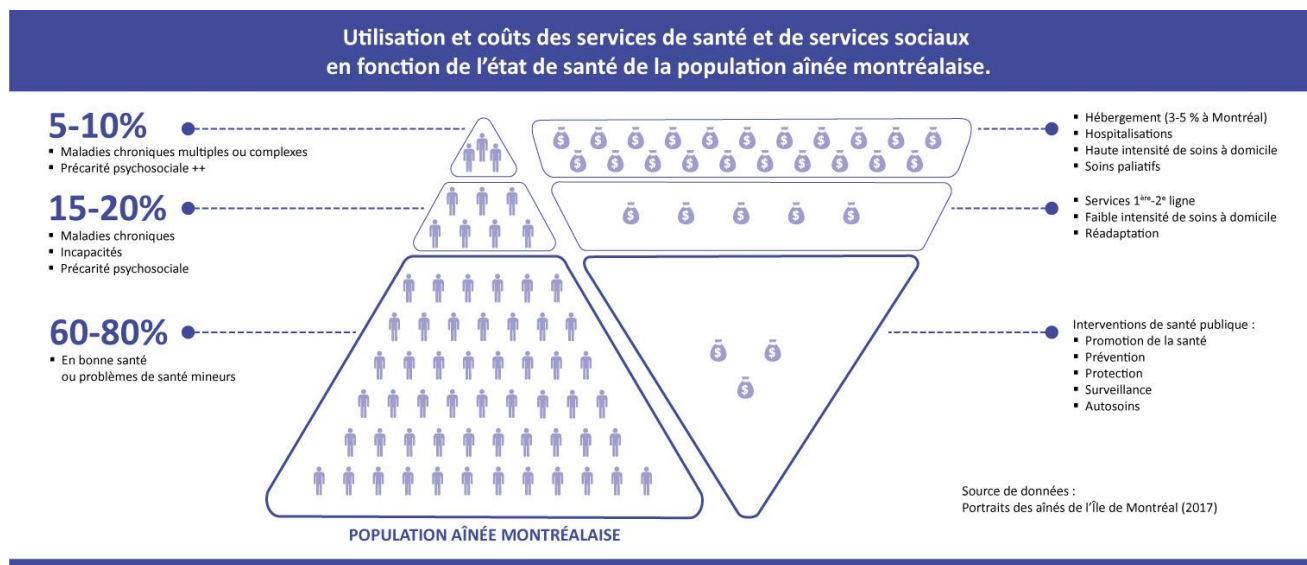 Utilisation et coûts des services de santé et de services sociaux
en fonction de l'état de santé de la population aînée montréalaise.
5-10%
▪ Maladies chroniques multiples ou complexes
▪ Précarité psychosociale ++
15-20%
▪ Maladies chroniques
▪ Incapacités
▪ Précarité psychosociale
60-80%
▪ En bonne santé
ou problèmes de santé mineurs
▪ Hébergement (3-5 % à Montréal)
▪ Hospitalisations
▪ Haute intensité de soins à domicile
▪ Soins paliatifs
▪ Services 1ère-2e ligne
▪ Faible intensité de soins à domicile
▪ Réadaptation
Interventions de santé publique :
▪ Promotion de la santé
▪ Prévention
▪ Protection
▪ Surveillance
▪ Autosoins
Source de données :
Portraits des aînés de l'Île de Montréal (2017)
POPULATION AÎNÉE MONTRÉALAISE